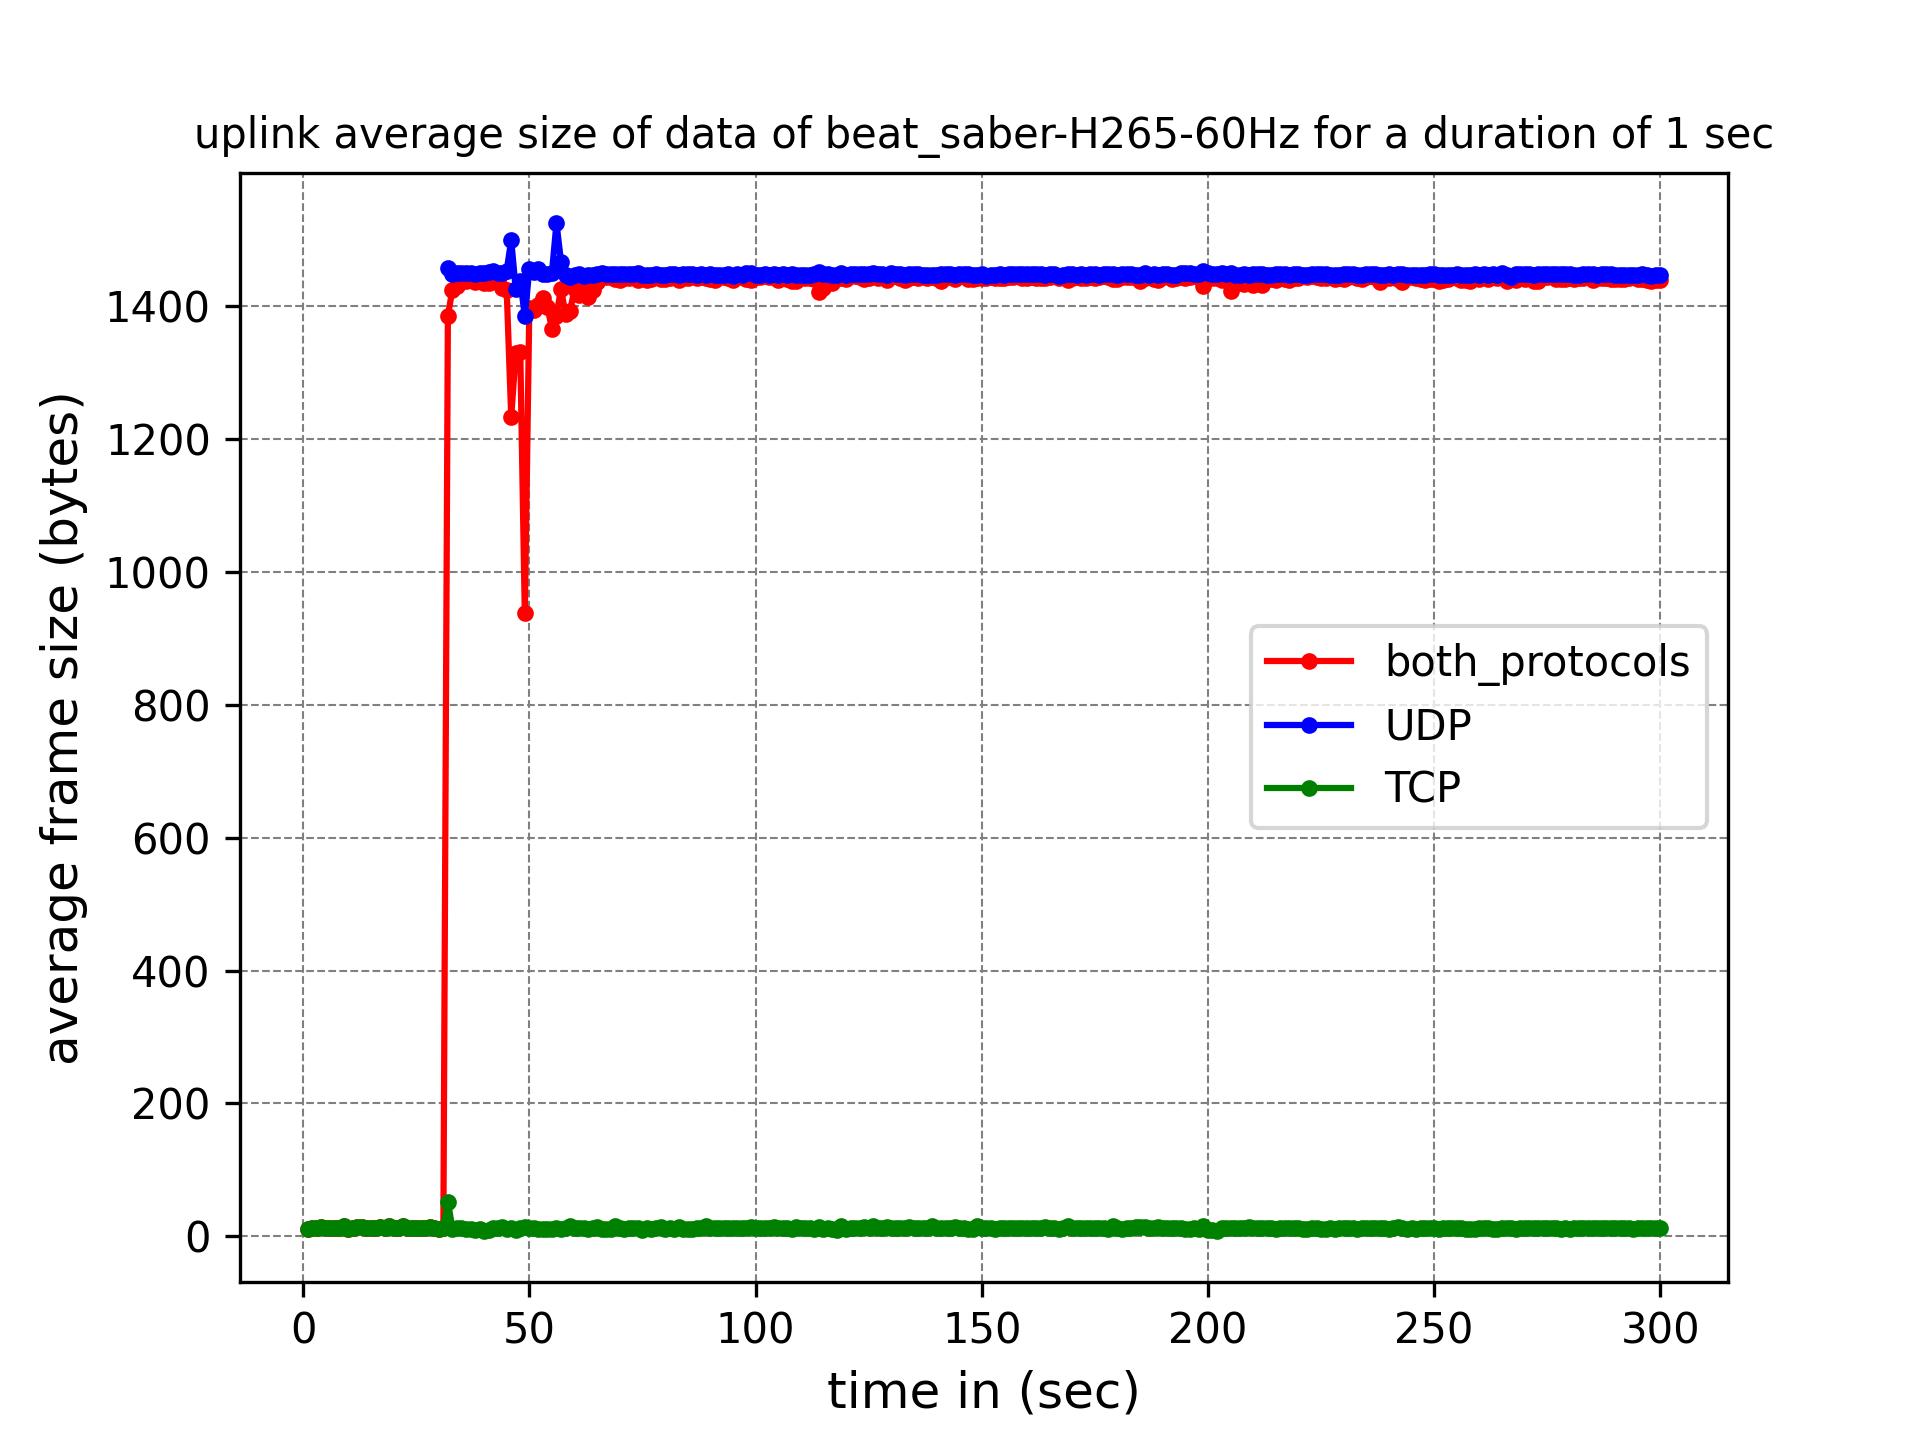 uplink average size of data of beat_saber-H265-60Hz for a duration of 1 sec
average frame size (bytes)
1400
1200
1000
800
600
400
200
0
both_protocols
UDP
TCP
0 50 100 150 200 250 300
time in (sec)